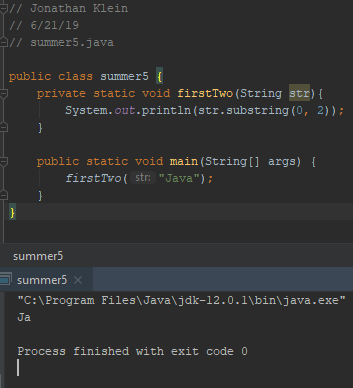 // Jonathan Klein
// 6/21/19
// summer5.java
public class summer5 {
private static void firstTwo(String str){
System.out.println(str.substring(0, 2));
}
public static void main(String[] args) {
firstTwo( str: "Java");
}
}
summer5
summer5 ×
"C:\Program Files\Java\jdk-12.0.1\bin\java.exe"
Ja
Process finished with exit code 0